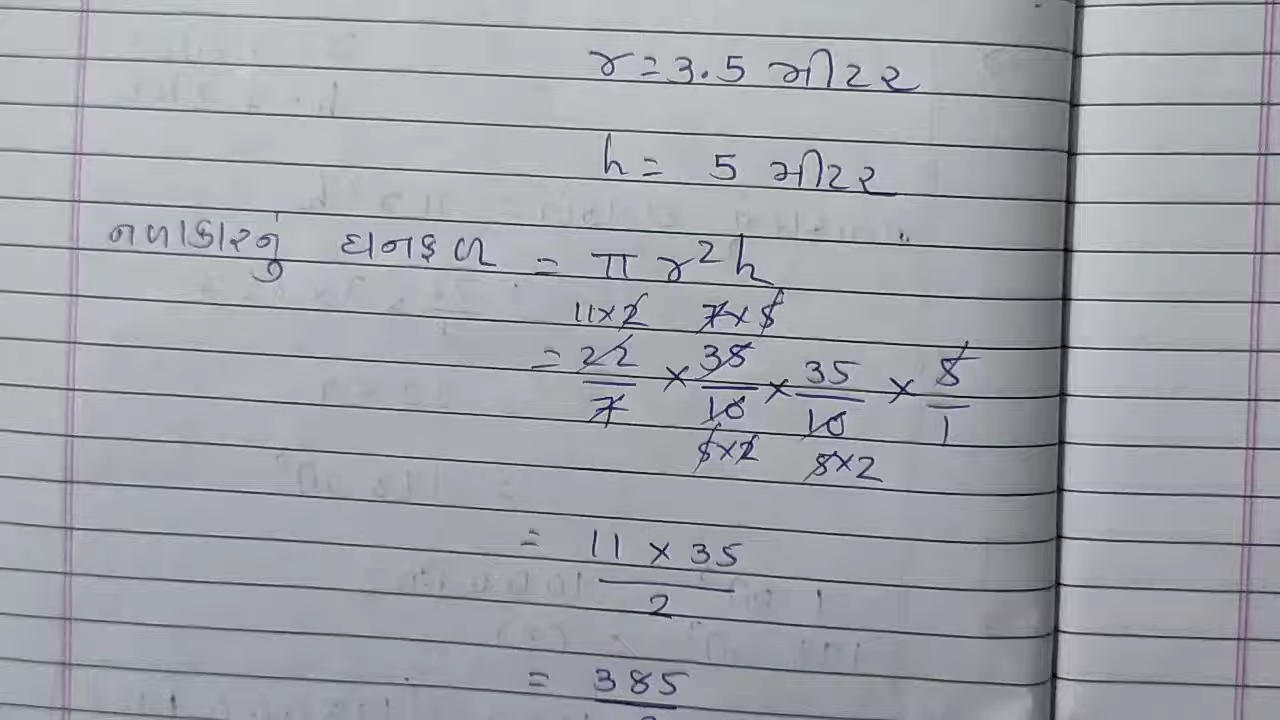 r = 3.5 મીટર
h = 5 મીટર
નળાકારનું ઘનફળ = π r² h
11×2 7×5
= 22/7 × 35/10 × 35/10 × 5/1
5×2 5×2
= 11 × 35 / 2
= 385